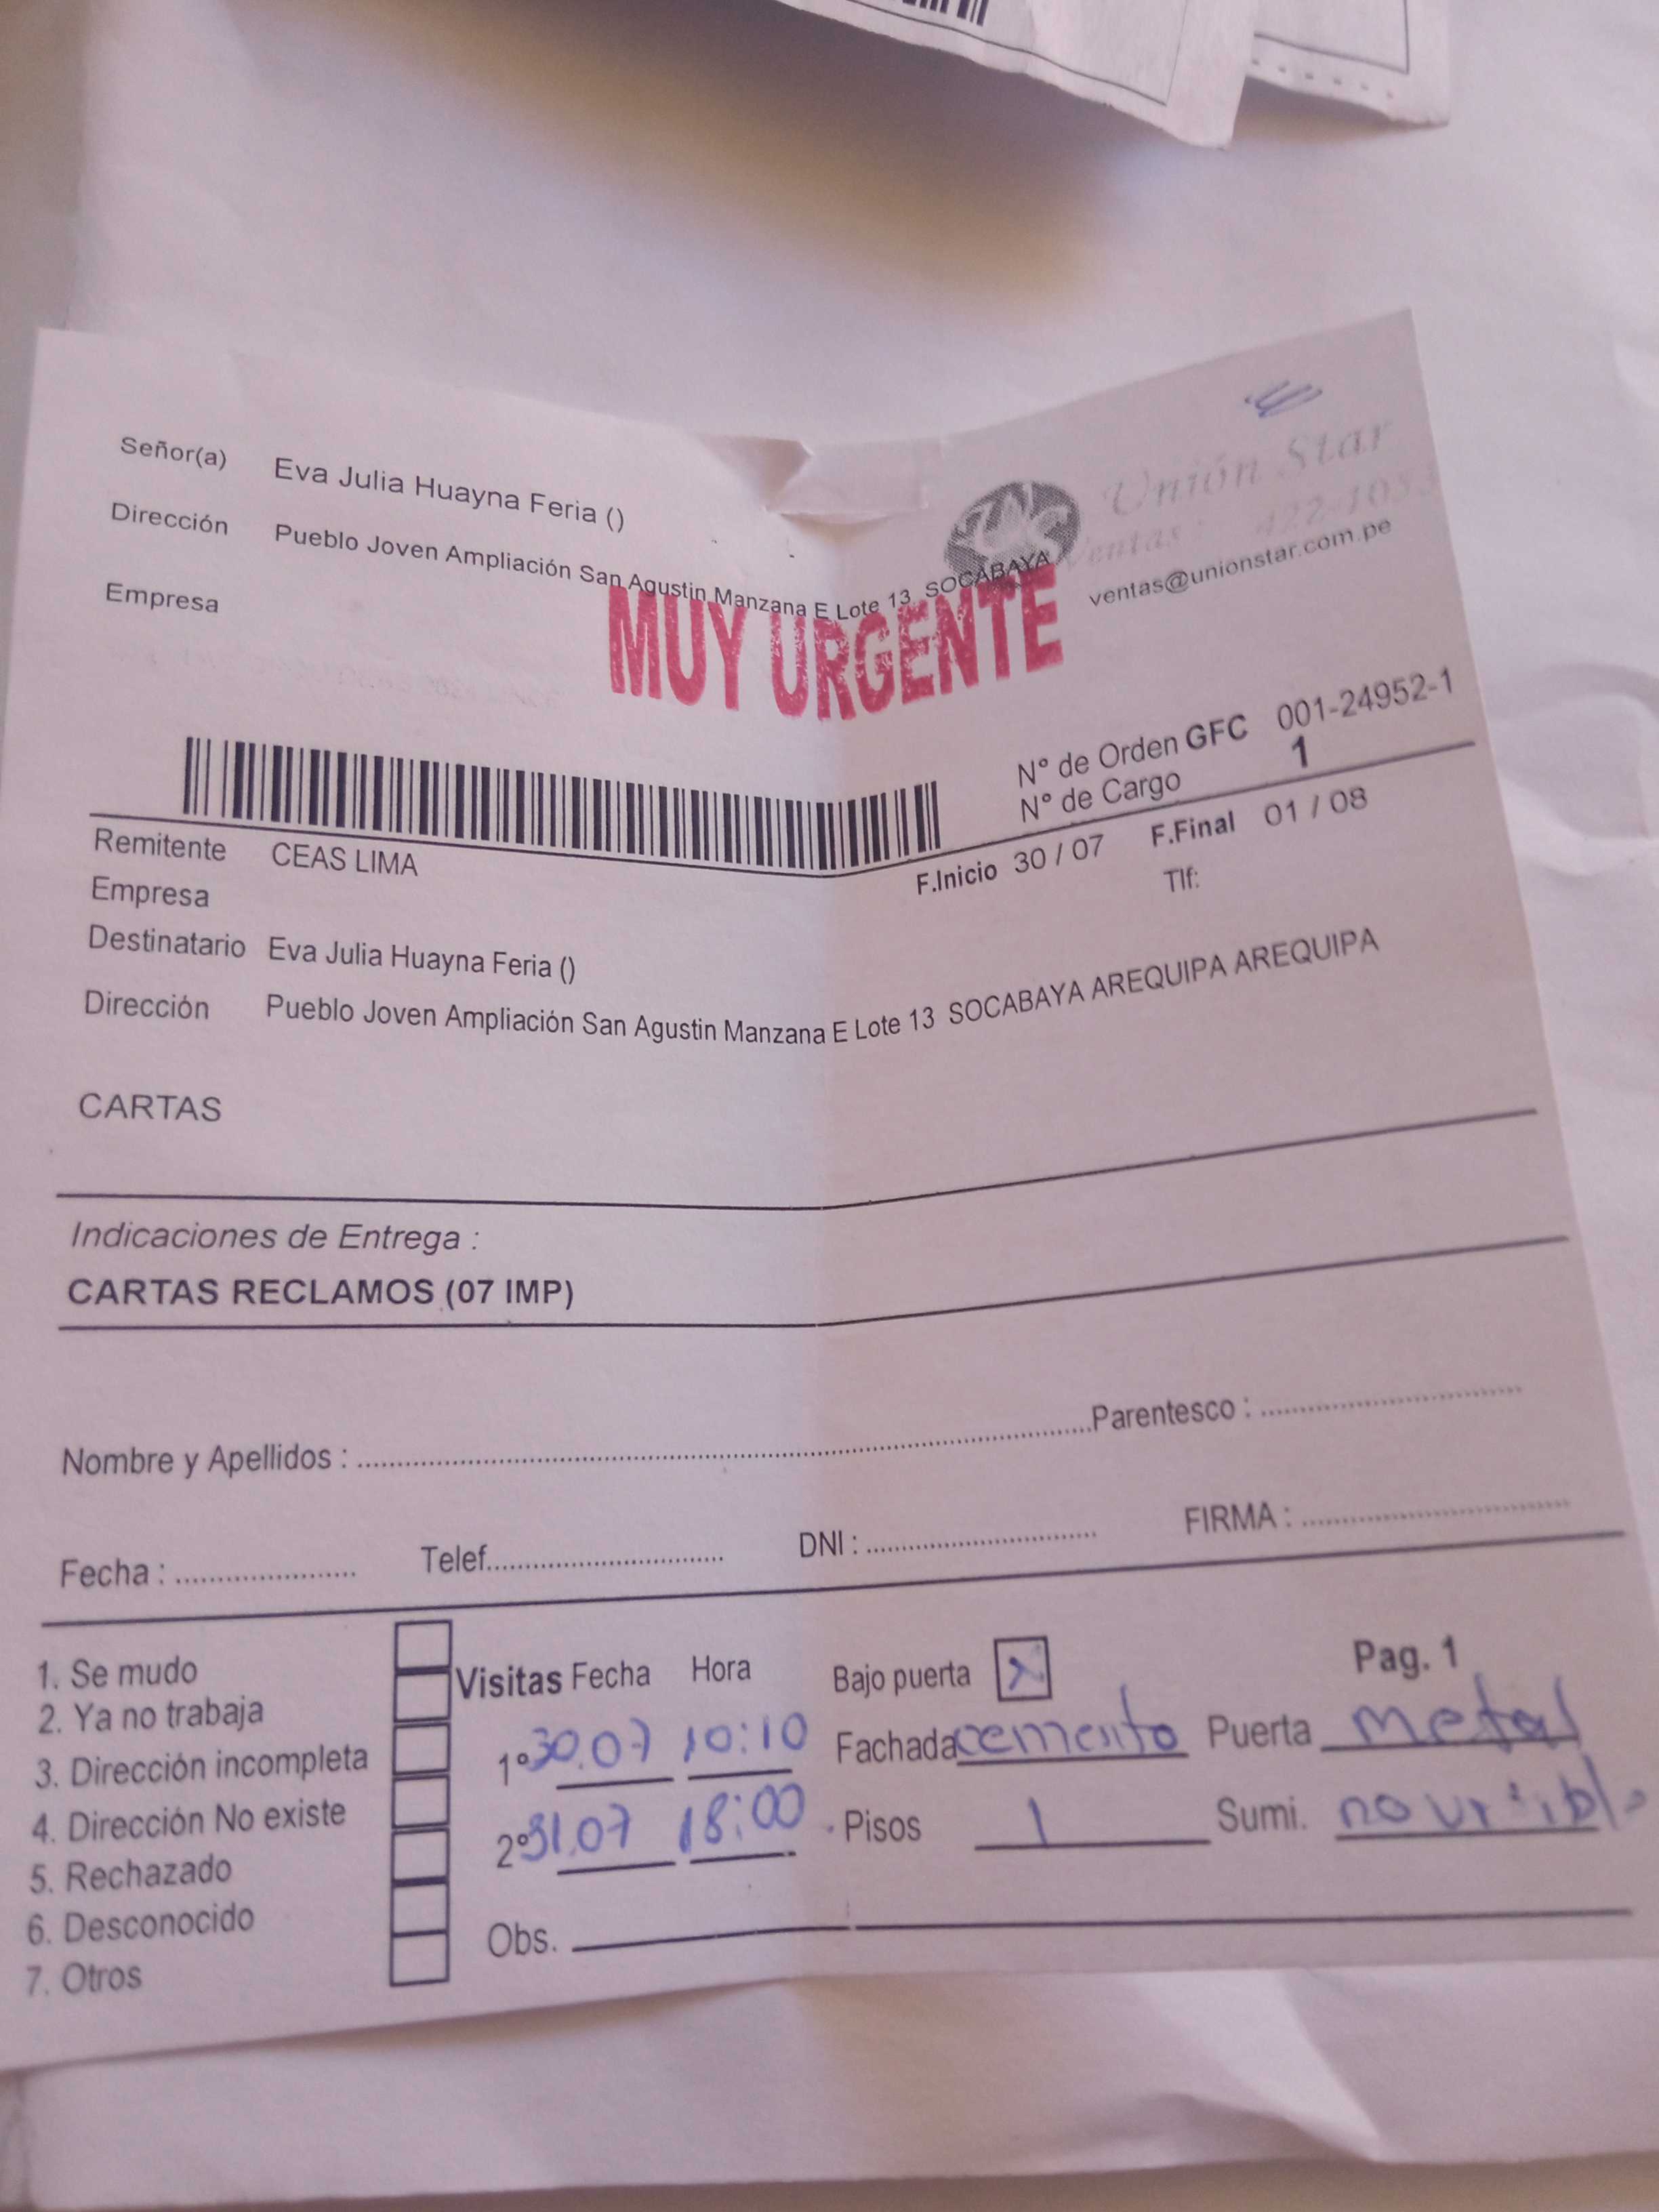 Unión Star
Ventas: 422-1053
ventas@unionstar.com.pe
Señor(a) Eva Julia Huayna Feria ()
Dirección Pueblo Joven Ampliación San Agustin Manzana E Lote 13 SOCABAYA
Empresa
MUY URGENTE
N° de Orden GFC 001-24952-1
N° de Cargo 1
F.Inicio 30 / 07 F.Final 01 / 08
Remitente CEAS LIMA
Empresa Tlf:
Destinatario Eva Julia Huayna Feria ()
Dirección Pueblo Joven Ampliación San Agustin Manzana E Lote 13 SOCABAYA AREQUIPA AREQUIPA
CARTAS
Indicaciones de Entrega :
CARTAS RECLAMOS (07 IMP)
Nombre y Apellidos : Parentesco :
Fecha : Telef. DNI : FIRMA :
1. Se mudo
2. Ya no trabaja
3. Dirección incompleta
4. Dirección No existe
5. Rechazado
6. Desconocido
7. Otros
Visitas Fecha Hora
1° 30.07 10:10
2° 31.07 18:00
Obs.
Bajo puerta X Pag. 1
Fachada cemento Puerta metal
Pisos 1 Sumi. no